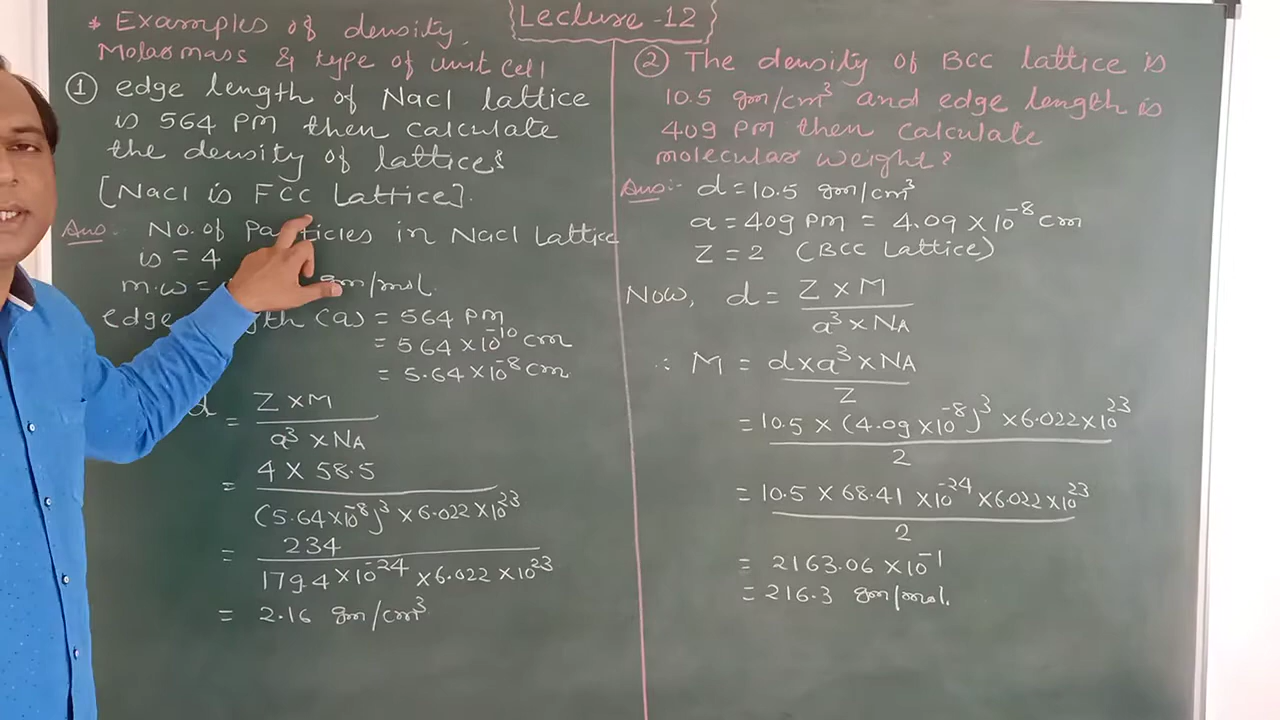 Lecture-12
* Examples of density,
Molar mass & type of unit cell
① edge length of Nacl lattice
is 564 PM then calculate
the density of lattice?
[Nacl is FCC Lattice].
Ans:- No. of Particles in Nacl Lattice
is = 4
m.w = gm/mol.
edge length (a) = 564 PM
= 564 × 10⁻¹⁰ cm
= 5.64 × 10⁻⁸ cm
d = Z × M / a³ × NA
= 4 × 58.5 / (5.64×10⁻⁸)³ × 6.022 × 10²³
= 234 / 179.4 × 10⁻²⁴ × 6.022 × 10²³
= 2.16 gm/cm³
② The density of BCC lattice is
10.5 gm/cm³ and edge length is
409 PM then calculate
molecular weight?
Ans:- d = 10.5 gm/cm³
a = 409 PM = 4.09 × 10⁻⁸ cm
Z = 2 (BCC Lattice)
Now, d = Z × M / a³ × NA
∴ M = d × a³ × NA / Z
= 10.5 × (4.09 × 10⁻⁸)³ × 6.022 × 10²³ / 2
= 10.5 × 68.41 × 10⁻²⁴ × 6.022 × 10²³ / 2
= 2163.06 × 10⁻¹
= 216.3 gm/mol.